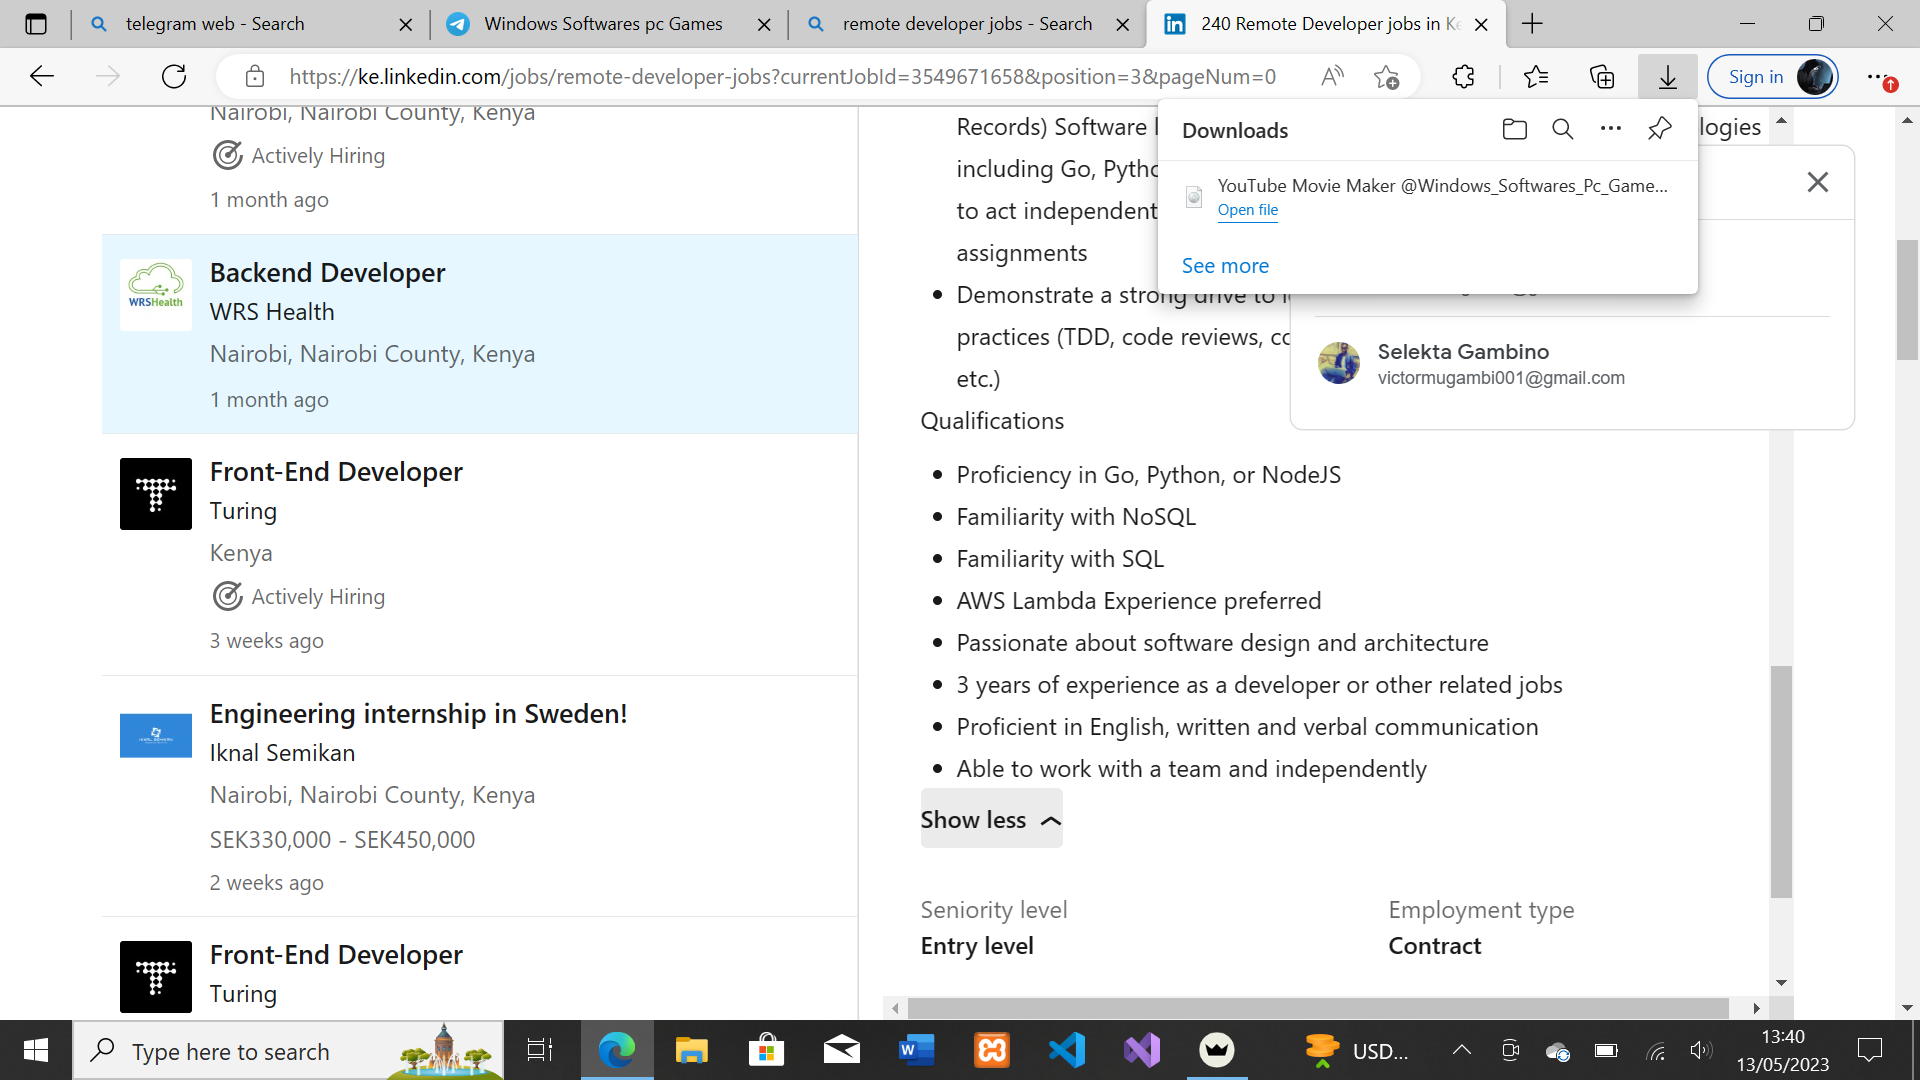 telegram web - Search
Windows Softwares pc Games
remote developer jobs - Search
240 Remote Developer jobs in Ke
https://ke.linkedin.com/jobs/remote-developer-jobs?currentJobId=3549671658&position=3&pageNum=0
Sign in
Nairobi, Nairobi County, Kenya
Actively Hiring
1 month ago
WRSHealth
Backend Developer
WRS Health
Nairobi, Nairobi County, Kenya
1 month ago
Front-End Developer
Turing
Kenya
Actively Hiring
3 weeks ago
Engineering internship in Sweden!
Iknal Semikan
Nairobi, Nairobi County, Kenya
SEK330,000 - SEK450,000
2 weeks ago
Front-End Developer
Turing
Records) Software
logies
including Go, Pytho
to act independent
assignments
Demonstrate a strong drive to
practices (TDD, code reviews, co
etc.)
Qualifications
Proficiency in Go, Python, or NodeJS
Familiarity with NoSQL
Familiarity with SQL
AWS Lambda Experience preferred
Passionate about software design and architecture
3 years of experience as a developer or other related jobs
Proficient in English, written and verbal communication
Able to work with a team and independently
Show less
Seniority level
Entry level
Employment type
Contract
Downloads
YouTube Movie Maker @Windows_Softwares_Pc_Game...
Open file
See more
Selekta Gambino
victormugambi001@gmail.com
Type here to search
USD...
13:40
13/05/2023